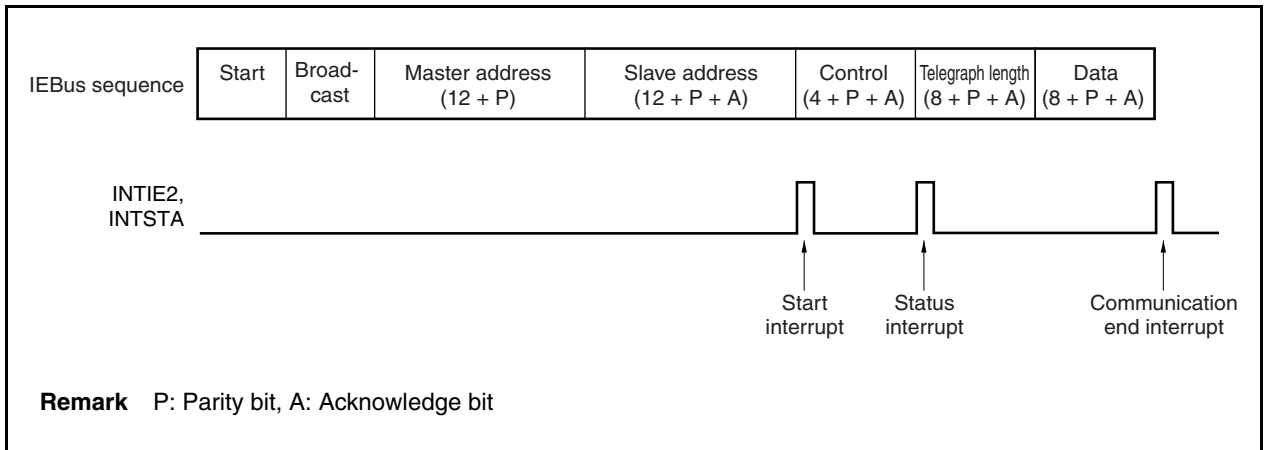 IEBus sequence
Start
Broad-
cast
Master address
(12 + P)
Slave address
(12 + P + A)
Control
(4 + P + A)
Telegraph length
(8 + P + A)
Data
(8 + P + A)
INTIE2,
INTSTA
Start
interrupt
Status
interrupt
Communication
end interrupt
Remark P: Parity bit, A: Acknowledge bit